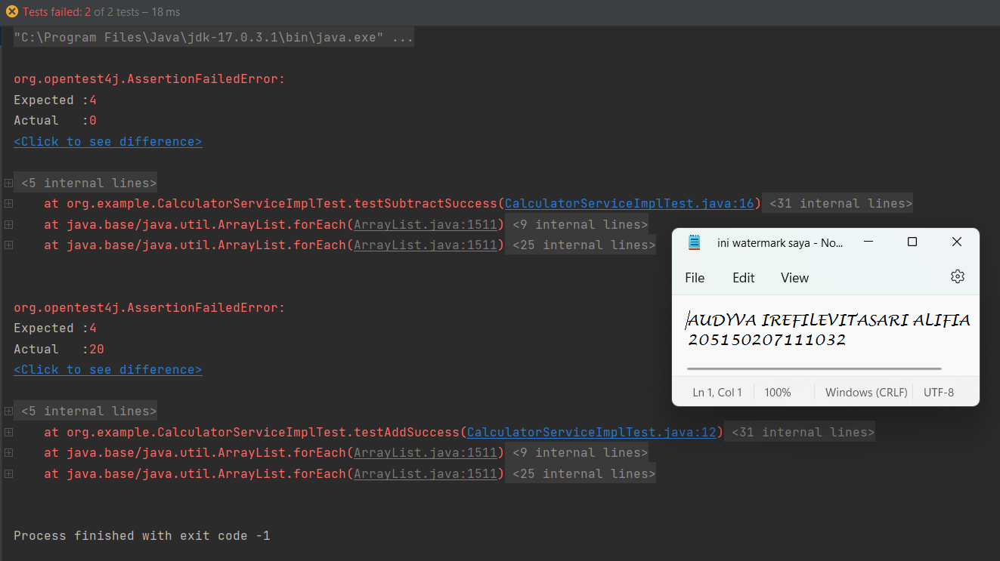 Tests failed: 2 of 2 tests – 18 ms
"C:\Program Files\Java\jdk-17.0.3.1\bin\java.exe" ...
org.opentest4j.AssertionFailedError:
Expected :4
Actual   :0
<Click to see difference>
<5 internal lines>
at org.example.CalculatorServiceImplTest.testSubtractSuccess(CalculatorServiceImplTest.java:16) <31 internal lines>
at java.base/java.util.ArrayList.forEach(ArrayList.java:1511) <9 internal lines>
at java.base/java.util.ArrayList.forEach(ArrayList.java:1511) <25 internal lines>
org.opentest4j.AssertionFailedError:
Expected :4
Actual   :20
<Click to see difference>
<5 internal lines>
at org.example.CalculatorServiceImplTest.testAddSuccess(CalculatorServiceImplTest.java:12) <31 internal lines>
at java.base/java.util.ArrayList.forEach(ArrayList.java:1511) <9 internal lines>
at java.base/java.util.ArrayList.forEach(ArrayList.java:1511) <25 internal lines>
Process finished with exit code -1
ini watermark saya - No...
File Edit View
AUDYVA IREFILEVITASARI ALIFIA
205150207111032
Ln 1, Col 1 100% Windows (CRLF) UTF-8